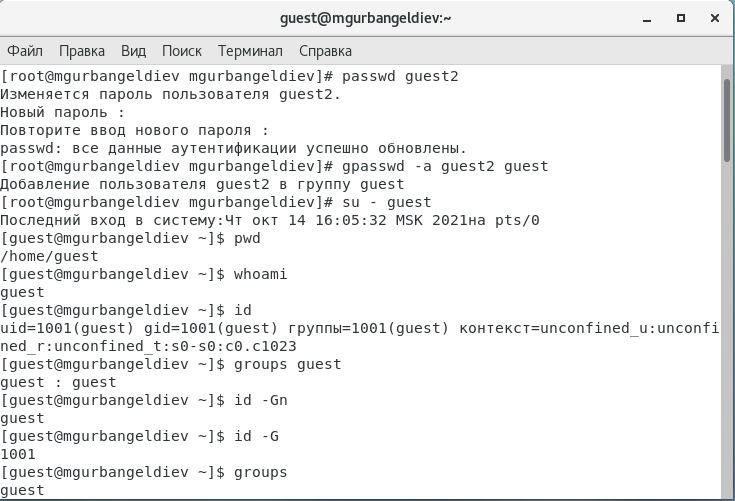 guest@mgurbangeldiev:~
Файл Правка Вид Поиск Терминал Справка
[root@mgurbangeldiev mgurbangeldiev]# passwd guest2
Изменяется пароль пользователя guest2.
Новый пароль :
Повторите ввод нового пароля :
passwd: все данные аутентификации успешно обновлены.
[root@mgurbangeldiev mgurbangeldiev]# gpasswd -a guest2 guest
Добавление пользователя guest2 в группу guest
[root@mgurbangeldiev mgurbangeldiev]# su - guest
Последний вход в систему:Чт окт 14 16:05:32 MSK 2021на pts/0
[guest@mgurbangeldiev ~]$ pwd
/home/guest
[guest@mgurbangeldiev ~]$ whoami
guest
[guest@mgurbangeldiev ~]$ id
uid=1001(guest) gid=1001(guest) группы=1001(guest) контекст=unconfined_u:unconfi
ned_r:unconfined_t:s0-s0:c0.c1023
[guest@mgurbangeldiev ~]$ groups guest
guest : guest
[guest@mgurbangeldiev ~]$ id -Gn
guest
[guest@mgurbangeldiev ~]$ id -G
1001
[guest@mgurbangeldiev ~]$ groups
guest